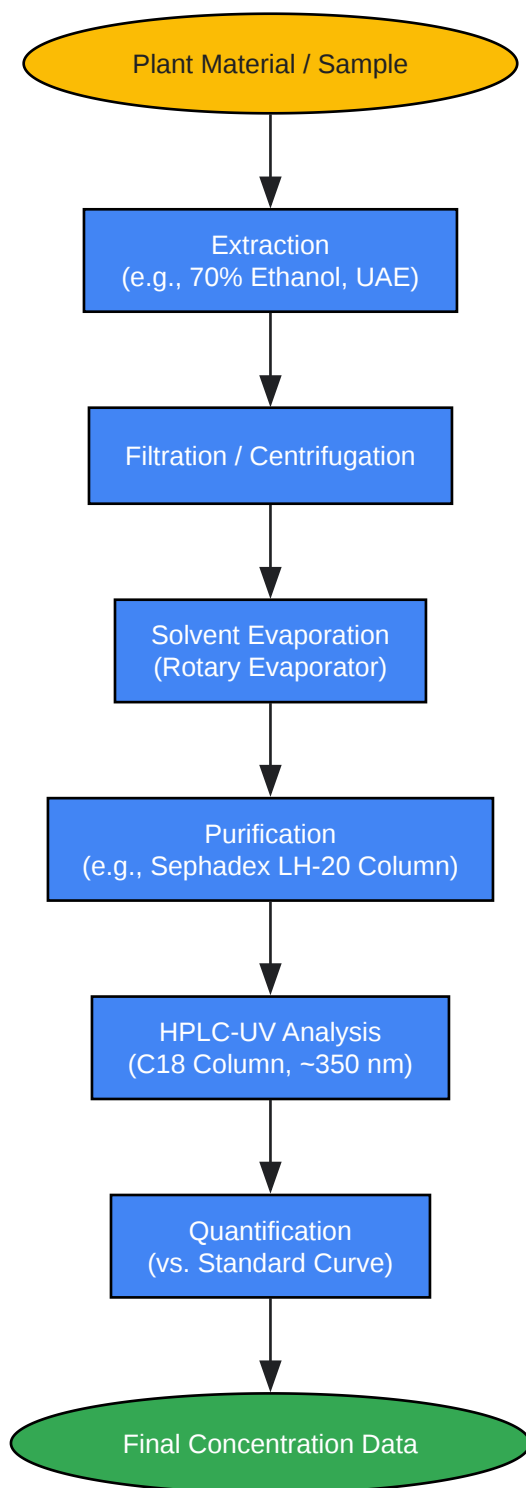 Plant Material / Sample
Extraction
(e.g., 70% Ethanol, UAE)
Filtration / Centrifugation
Solvent Evaporation
(Rotary Evaporator)
Purification
(e.g., Sephadex LH-20 Column)
HPLC-UV Analysis
(C18 Column, ~350 nm)
Quantification
(vs. Standard Curve)
Final Concentration Data